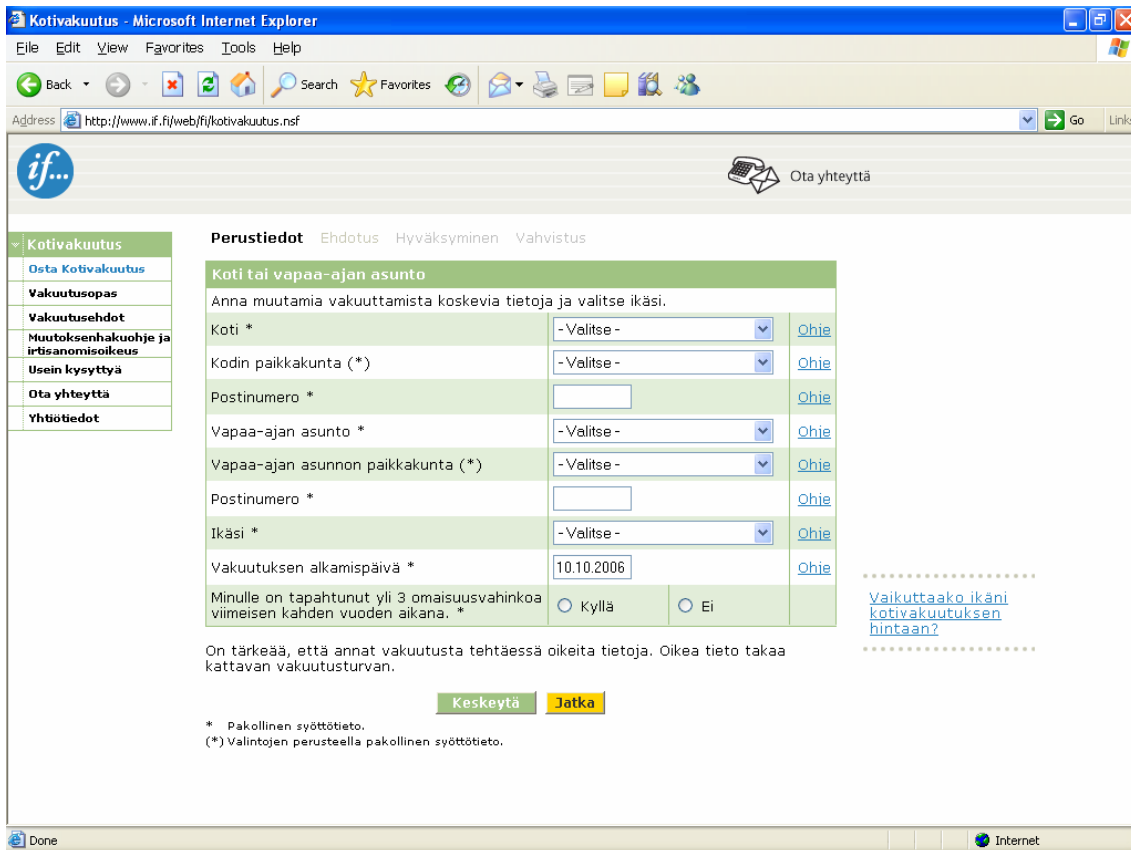 Kotivakuutus - Microsoft Internet Explorer
File Edit View Favorites Tools Help
Back Search Favorites
Address http://www.if.fi/web/fi/kotivakuutus.nsf Go Links
if...
Ota yhteyttä
Kotivakuutus
Osta Kotivakuutus
Vakuutusopas
Vakuutusehdot
Muutoksenhakuohje ja
irtisanomisoikeus
Usein kysyttyä
Ota yhteyttä
Yhtiötiedot
Perustiedot Ehdotus Hyväksyminen Vahvistus
Koti tai vapaa-ajan asunto
Anna muutamia vakuuttamista koskevia tietoja ja valitse ikäsi.
Koti * - Valitse - Ohje
Kodin paikkakunta (*) - Valitse - Ohje
Postinumero * Ohje
Vapaa-ajan asunto * - Valitse - Ohje
Vapaa-ajan asunnon paikkakunta (*) - Valitse - Ohje
Postinumero * Ohje
Ikäsi * - Valitse - Ohje
Vakuutuksen alkamispäivä * 10.10.2006 Ohje
Minulle on tapahtunut yli 3 omaisuusvahinkoa
viimeisen kahden vuoden aikana. * Kyllä Ei
Vaikuttaako ikäni
kotivakuutuksen
hintaan?
On tärkeää, että annat vakuutusta tehtäessä oikeita tietoja. Oikea tieto takaa
kattavan vakuutusturvan.
Keskeytä Jatka
* Pakollinen syöttötieto.
(*) Valintojen perusteella pakollinen syöttötieto.
Done Internet